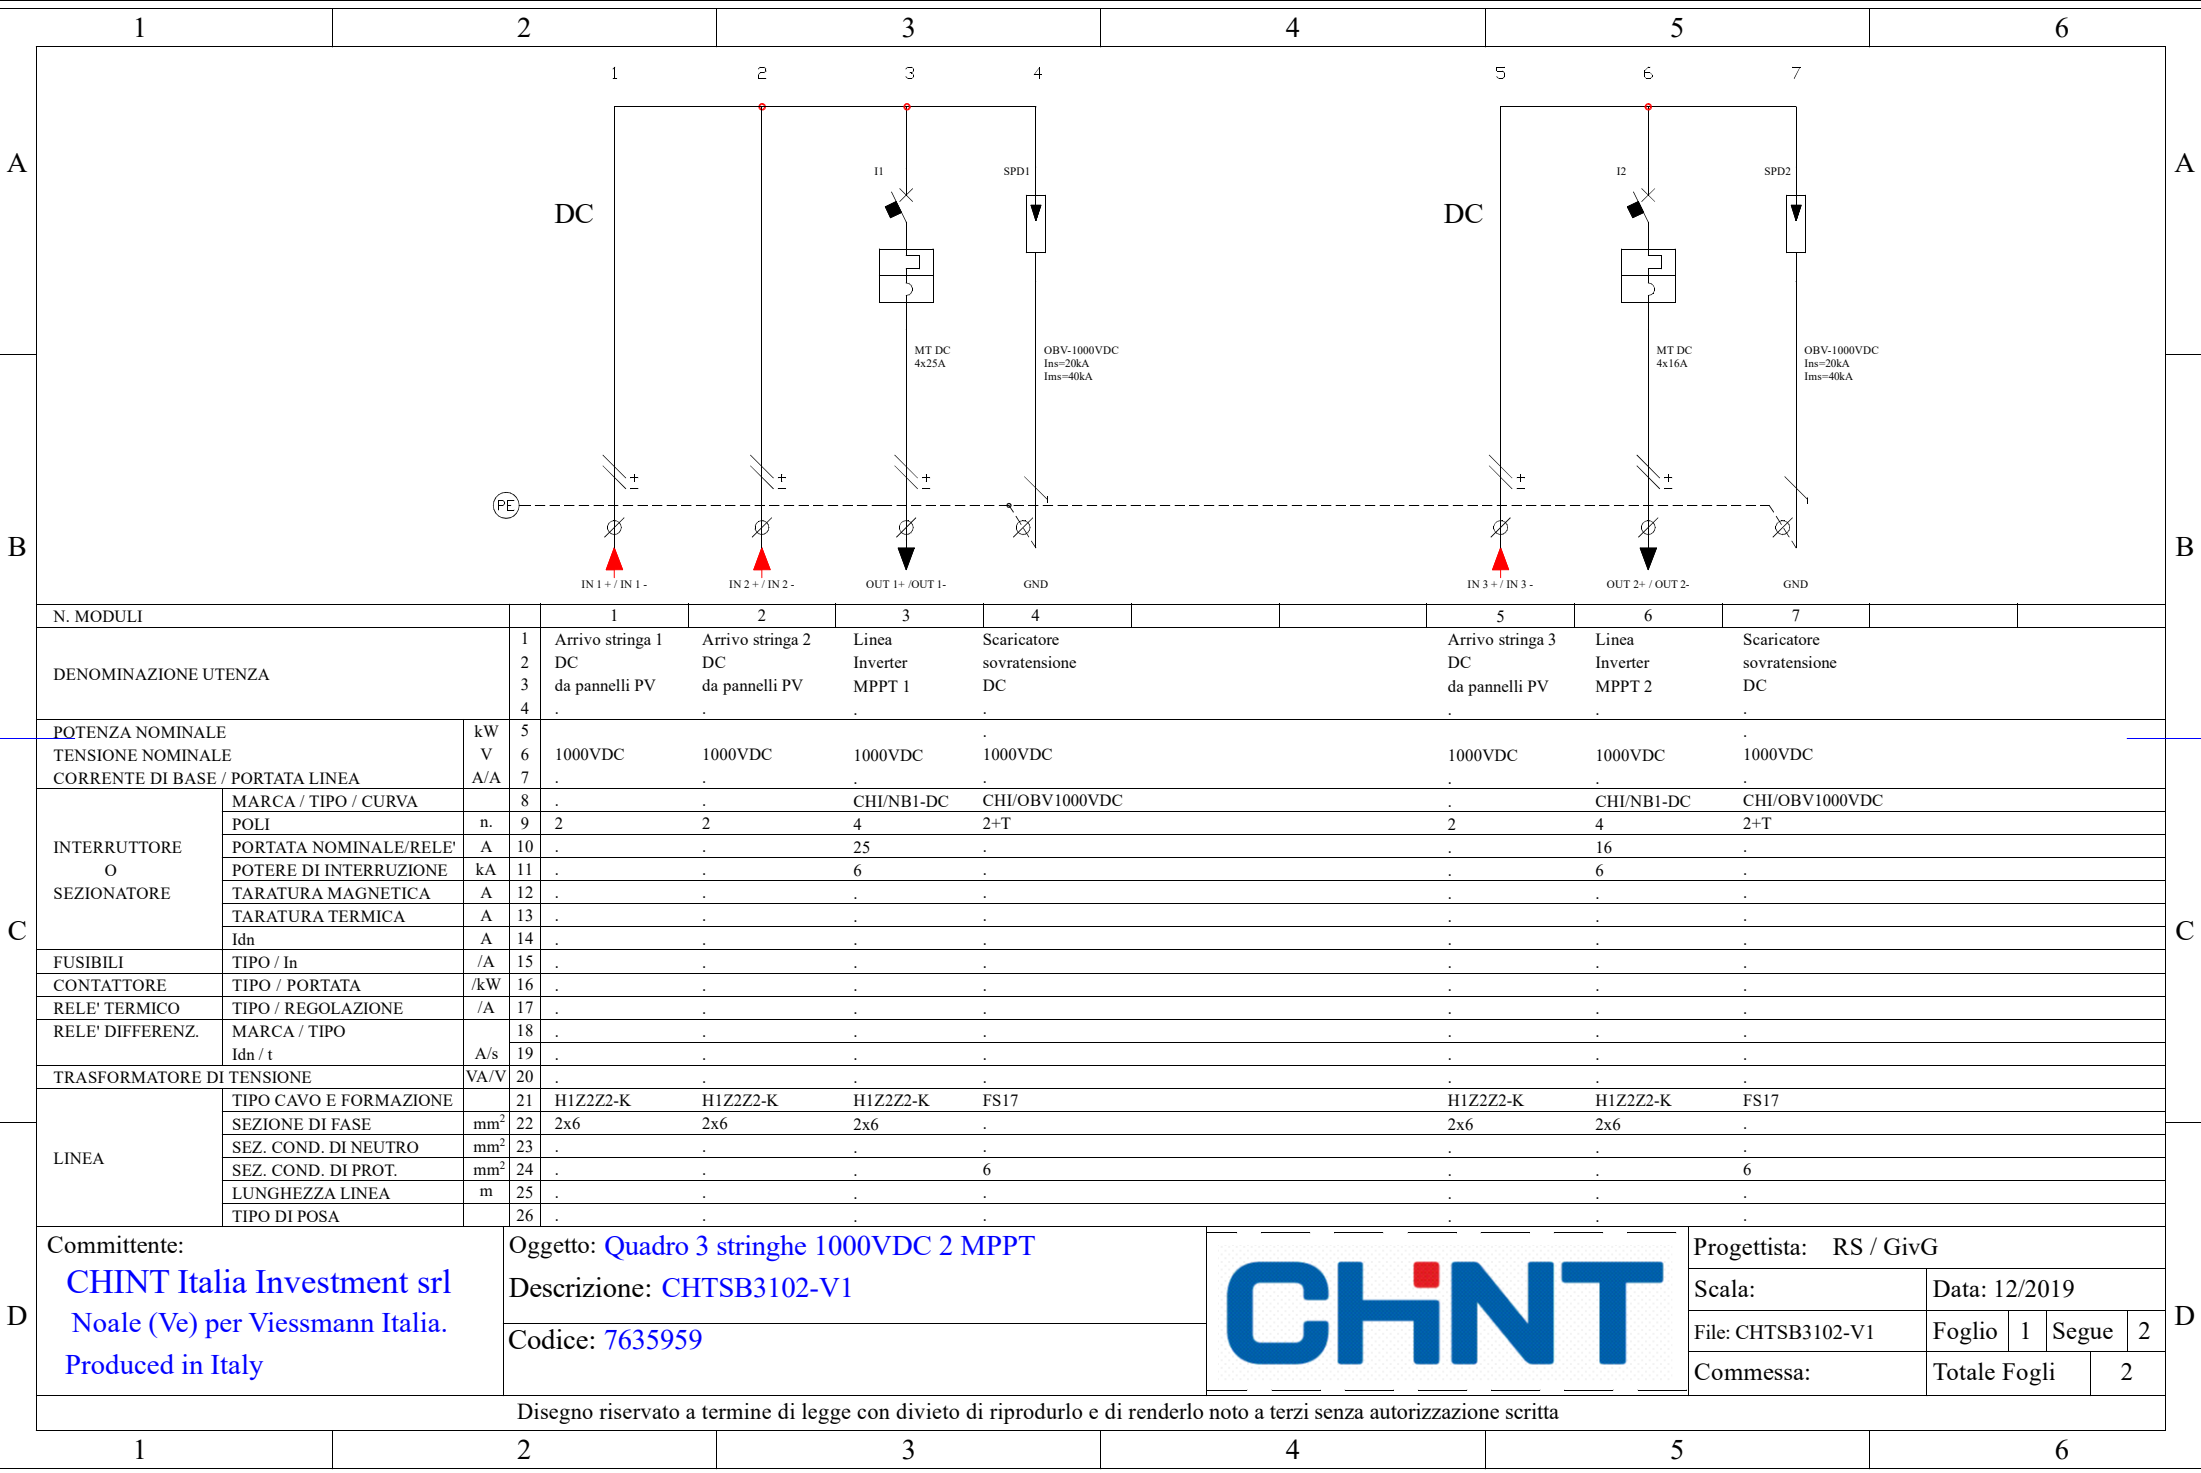 1 2 3 4 5 6
1 2 3 4 5 6 7
A A
I1 SPD1 I2 SPD2
DC DC
MT DC
4x25A
OBV-1000VDC
Ins=20kA
Ims=40kA
MT DC
4x16A
OBV-1000VDC
Ins=20kA
Ims=40kA
+ + + + +
- - - - -
PE
B B
IN 1 + / IN 1 - IN 2 + / IN 2 - OUT 1+ /OUT 1- GND IN 3 + / IN 3 - OUT 2+ / OUT 2- GND
N. MODULI 1 2 3 4 5 6 7
DENOMINAZIONE UTENZA
1 Arrivo stringa 1 Arrivo stringa 2 Linea Scaricatore Arrivo stringa 3 Linea Scaricatore
2 DC DC Inverter sovratensione DC Inverter sovratensione
3 da pannelli PV da pannelli PV MPPT 1 DC da pannelli PV MPPT 2 DC
4 . . . . . . .
POTENZA NOMINALE kW 5 . .
TENSIONE NOMINALE V 6 1000VDC 1000VDC 1000VDC 1000VDC 1000VDC 1000VDC 1000VDC
CORRENTE DI BASE / PORTATA LINEA A/A 7 . . . . . . .
INTERRUTTORE
O
SEZIONATORE
MARCA / TIPO / CURVA 8 . . CHI/NB1-DC CHI/OBV1000VDC . CHI/NB1-DC CHI/OBV1000VDC
POLI n. 9 2 2 4 2+T 2 4 2+T
PORTATA NOMINALE/RELE' A 10 . . 25 . . 16 .
POTERE DI INTERRUZIONE kA 11 . . 6 . . 6 .
TARATURA MAGNETICA A 12 . . . . . . .
TARATURA TERMICA A 13 . . . . . . .
Idn A 14 . . . . . . .
C C
FUSIBILI TIPO / In /A 15 . . . . . . .
CONTATTORE TIPO / PORTATA /kW 16 . . . . . . .
RELE' TERMICO TIPO / REGOLAZIONE /A 17 . . . . . . .
RELE' DIFFERENZ. MARCA / TIPO 18 . . . . . . .
Idn / t A/s 19 . . . . . . .
TRASFORMATORE DI TENSIONE VA/V 20 . . . . . . .
LINEA
TIPO CAVO E FORMAZIONE 21 H1Z2Z2-K H1Z2Z2-K H1Z2Z2-K FS17 H1Z2Z2-K H1Z2Z2-K FS17
SEZIONE DI FASE mm² 22 2x6 2x6 2x6 . 2x6 2x6 .
SEZ. COND. DI NEUTRO mm² 23 . . . . . . .
SEZ. COND. DI PROT. mm² 24 . . . 6 . . 6
LUNGHEZZA LINEA m 25 . . . . . . .
TIPO DI POSA 26 . . . . . . .
D D
Committente:
CHINT Italia Investment srl
Noale (Ve) per Viessmann Italia.
Produced in Italy
Oggetto: Quadro 3 stringhe 1000VDC 2 MPPT
Descrizione: CHTSB3102-V1
Codice: 7635959
CHINT
Progettista: RS / GivG
Scala: Data: 12/2019
File: CHTSB3102-V1 Foglio 1 Segue 2
Commessa: Totale Fogli 2
Disegno riservato a termine di legge con divieto di riprodurlo e di renderlo noto a terzi senza autorizzazione scritta
1 2 3 4 5 6